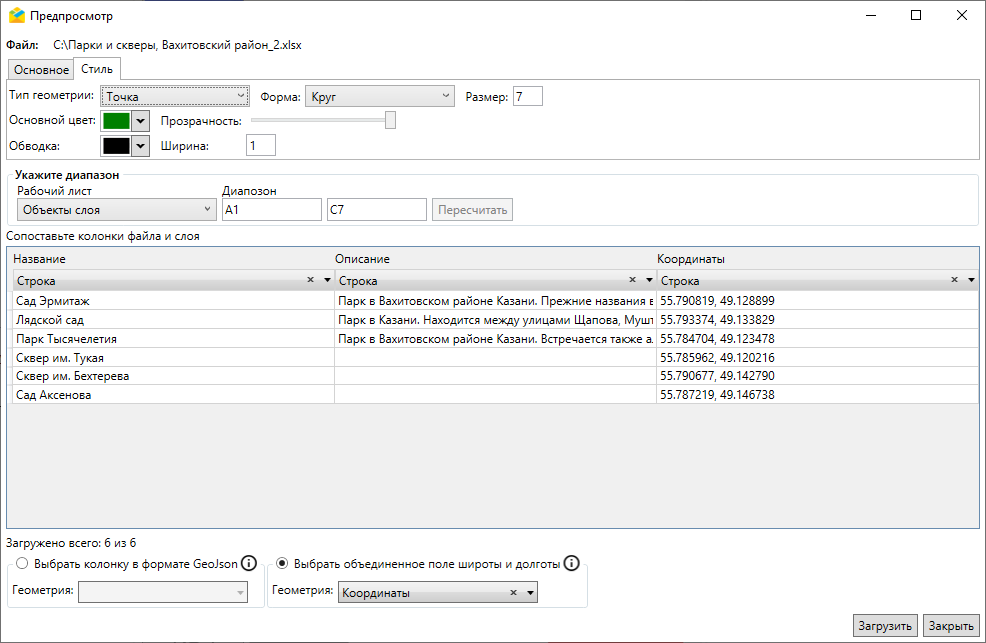 Предпросмотр
Файл: C:\Парки и скверы, Вахитовский район_2.xlsx
Основное Стиль
Тип геометрии: Точка Форма: Круг Размер: 7
Основной цвет: Прозрачность:
Обводка: Ширина: 1
Укажите диапазон
Рабочий лист Диапозон
Объекты слоя A1 C7 Пересчитать
Сопоставьте колонки файла и слоя
Название Описание Координаты
Строка Строка Строка
Сад Эрмитаж Парк в Вахитовском районе Казани. Прежние названия в 55.790819, 49.128899
Лядской сад Парк в Казани. Находится между улицами Щапова, Мушт 55.793374, 49.133829
Парк Тысячелетия Парк в Вахитовском районе Казани. Встречается также а. 55.784704, 49.123478
Сквер им. Тукая 55.785962, 49.120216
Сквер им. Бехтерева 55.790677, 49.142790
Сад Аксенова 55.787219, 49.146738
Загружено всего: 6 из 6
Выбрать колонку в формате GeoJson Выбрать объединенное поле широты и долготы
Геометрия: Геометрия: Координаты
Загрузить Закрыть